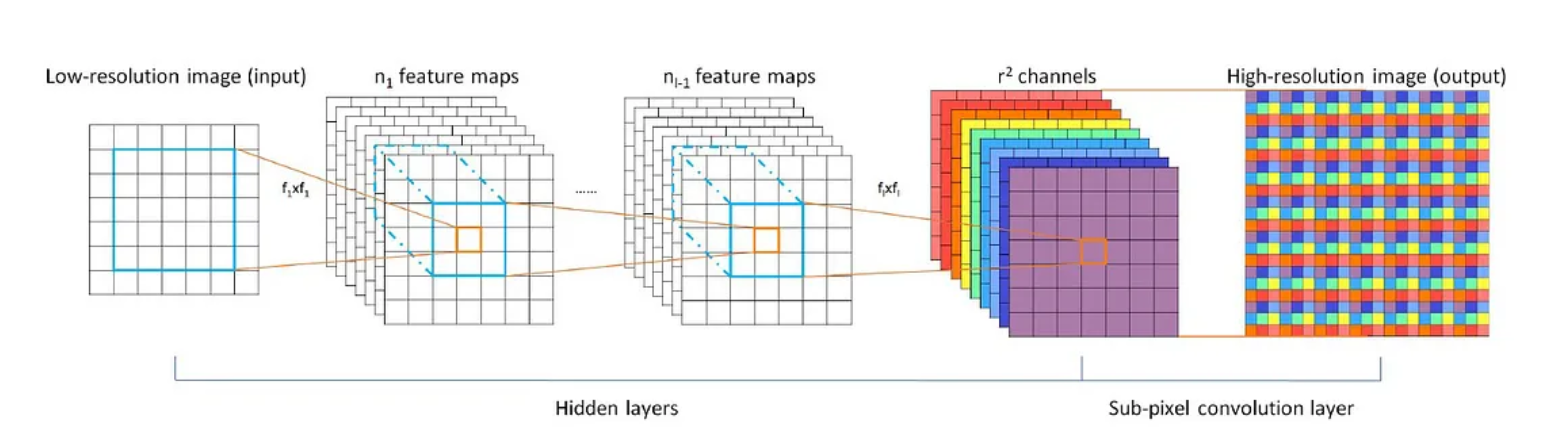 Low-resolution image (input)
n₁ feature maps
nₗ₋₁ feature maps
r² channels
High-resolution image (output)
f₁xf₁
......
fₗxfₗ
Hidden layers
Sub-pixel convolution layer